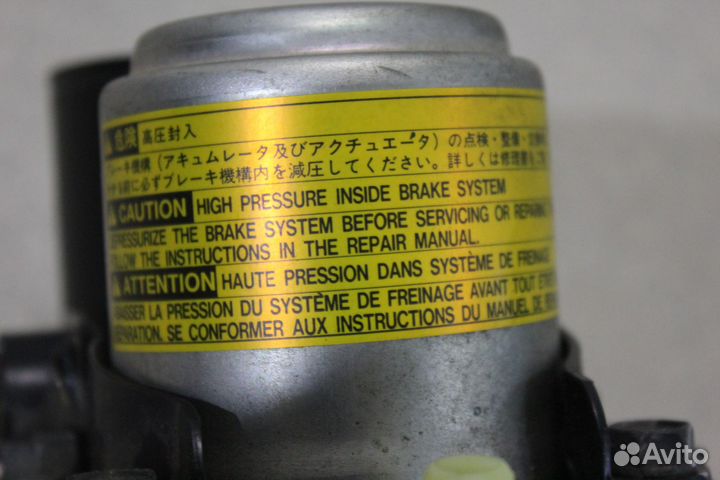 危険 高圧封入
ブレーキ機構（アキュムレータ及びアクチュエータ）の点検・整備・
前に必ずブレーキ機構内を減圧してください。詳しくは修理書を
CAUTION HIGH PRESSURE INSIDE BRAKE SYSTEM
DEPRESSURIZE THE BRAKE SYSTEM BEFORE SERVICING OR REPAIRING
FOLLOW THE INSTRUCTIONS IN THE REPAIR MANUAL.
ATTENTION HAUTE PRESSION DANS SYSTÈME DE FREINAGE
BAISSER LA PRESSION DU SYSTÈME DE FREINAGE AVANT TOUT
RÉPARATION. SE CONFORMER AUX INSTRUCTIONS DU MANUEL DE
Avito